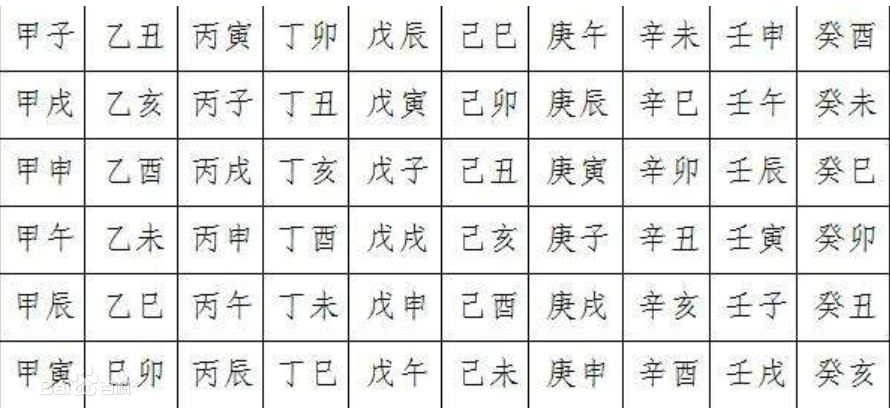 甲子 乙丑 丙寅 丁卯 戊辰 己巳 庚午 辛未 壬申 癸酉
甲戌 乙亥 丙子 丁丑 戊寅 己卯 庚辰 辛巳 壬午 癸未
甲申 乙酉 丙戌 丁亥 戊子 己丑 庚寅 辛卯 壬辰 癸巳
甲午 乙未 丙申 丁酉 戊戌 己亥 庚子 辛丑 壬寅 癸卯
甲辰 乙巳 丙午 丁未 戊申 己酉 庚戌 辛亥 壬子 癸丑
甲寅 巳卯 丙辰 丁巳 戊午 己未 庚申 辛酉 壬戌 癸亥
Bai百科